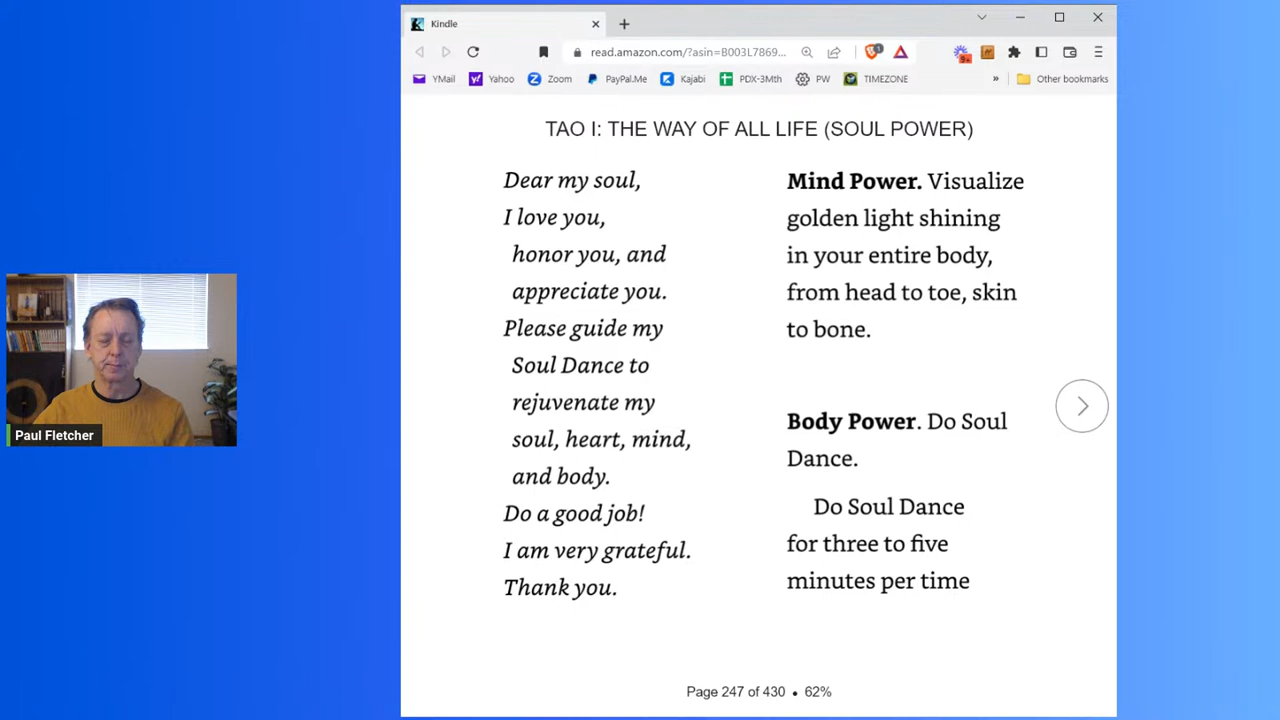 Kindle
read.amazon.com/?asin=B003L7869...
1
9+
YMail
Yahoo
Zoom
PayPal.Me
Kajabi
PDX-3Mth
PW
TIMEZONE
»
Other bookmarks
TAO I: THE WAY OF ALL LIFE (SOUL POWER)
Dear my soul,
I love you,
honor you, and
appreciate you.
Please guide my
Soul Dance to
rejuvenate my
soul, heart, mind,
and body.
Do a good job!
I am very grateful.
Thank you.
Mind Power. Visualize
golden light shining
in your entire body,
from head to toe, skin
to bone.
Body Power. Do Soul
Dance.
Do Soul Dance
for three to five
minutes per time
Page 247 of 430 • 62%
Paul Fletcher